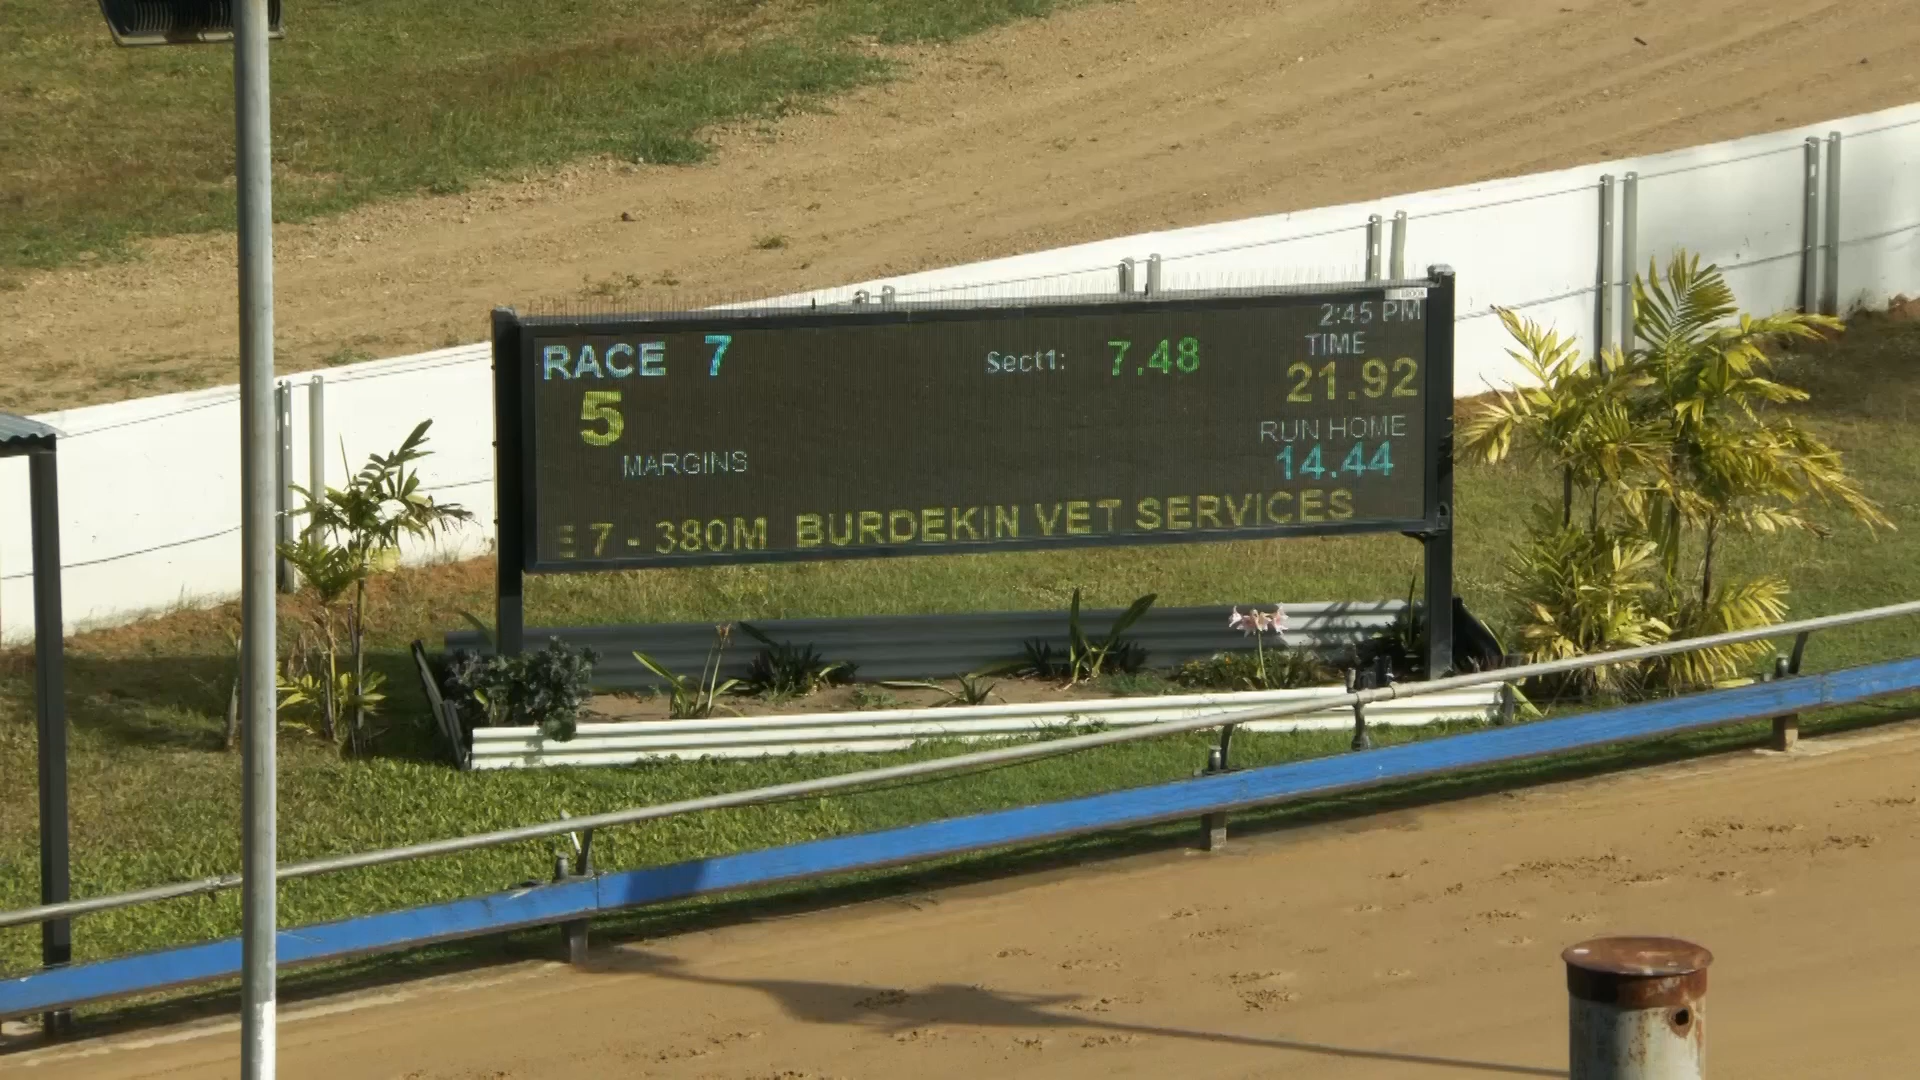 2:45 PM
RACE 7
Sect1: 7.48
TIME
21.92
5
RUN HOME
14.44
MARGINS
E 7 - 380M BURDEKIN VET SERVICES